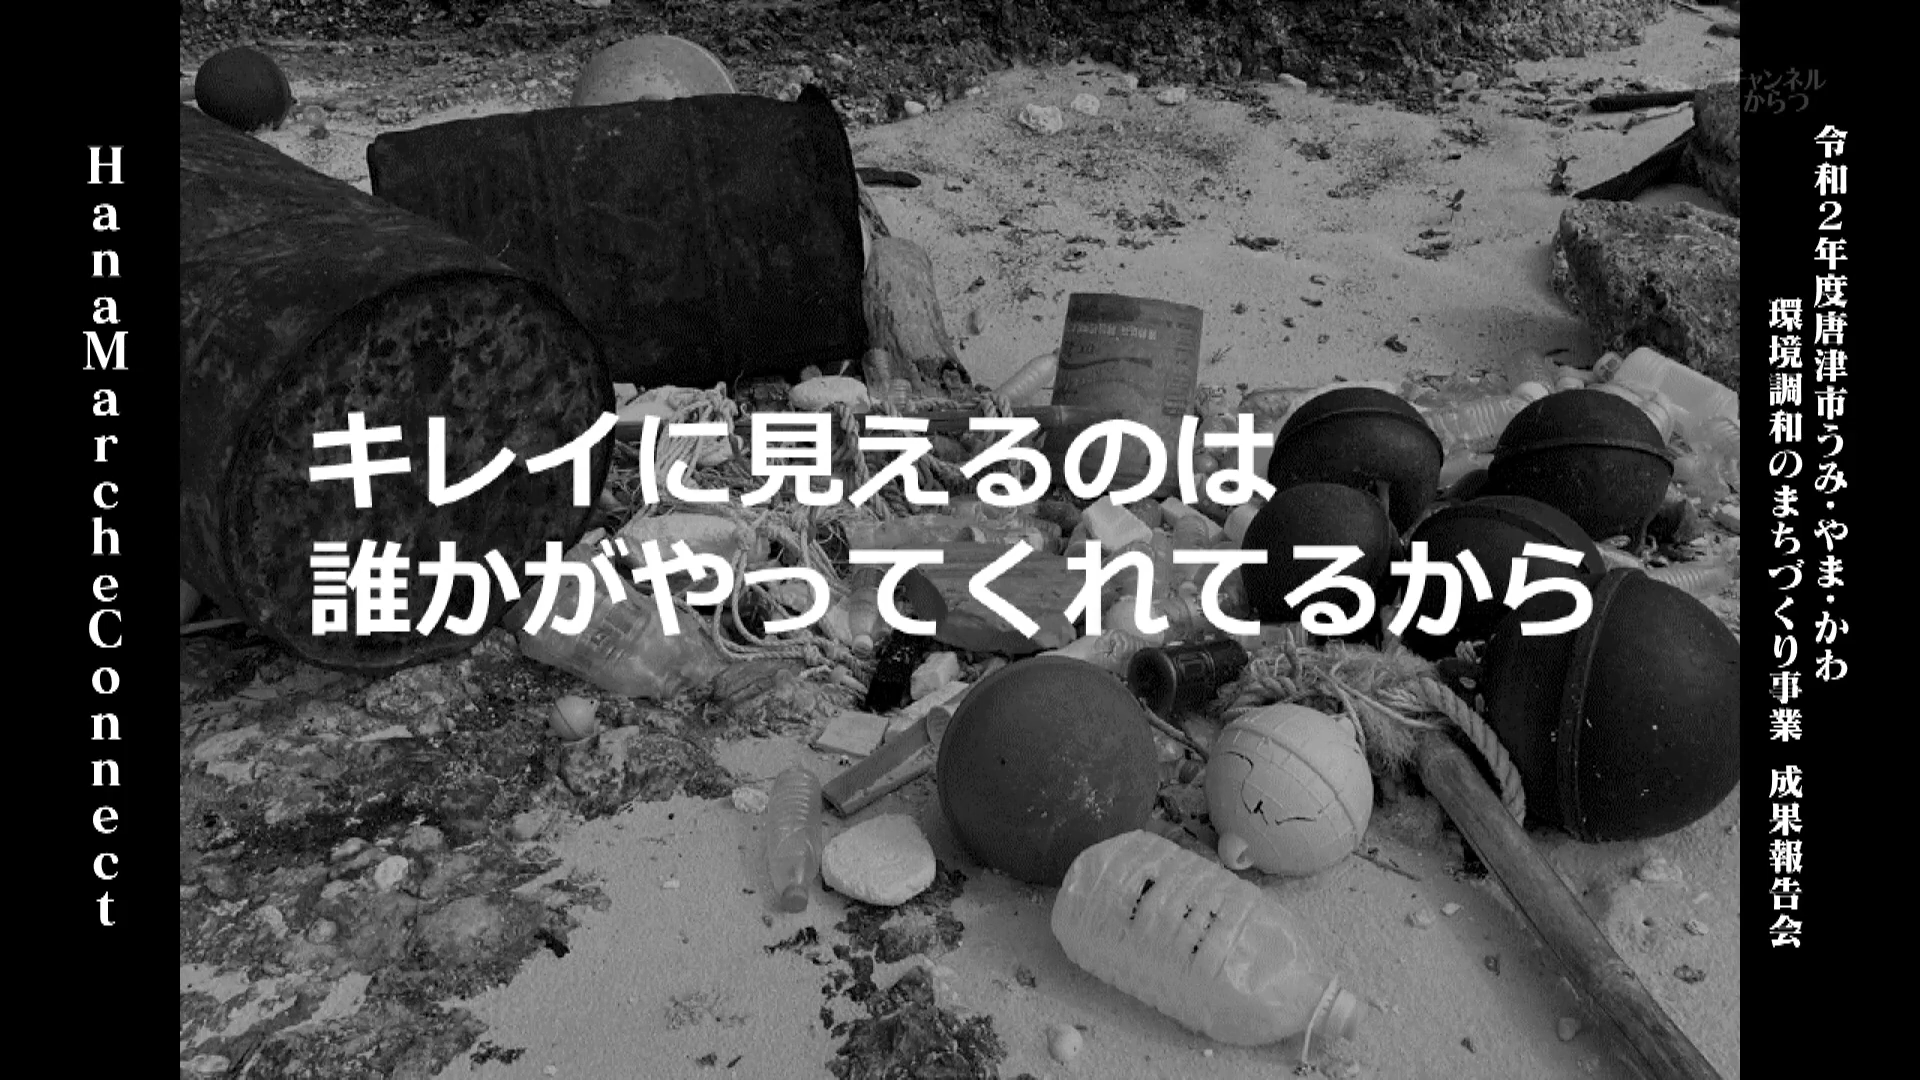 HanaMarcheConnect
キレイに見えるのは
誰かがやってくれてるから
チャンネル
からつ
令和２年度唐津市うみ・やま・かわ
環境調和のまちづくり事業 成果報告会